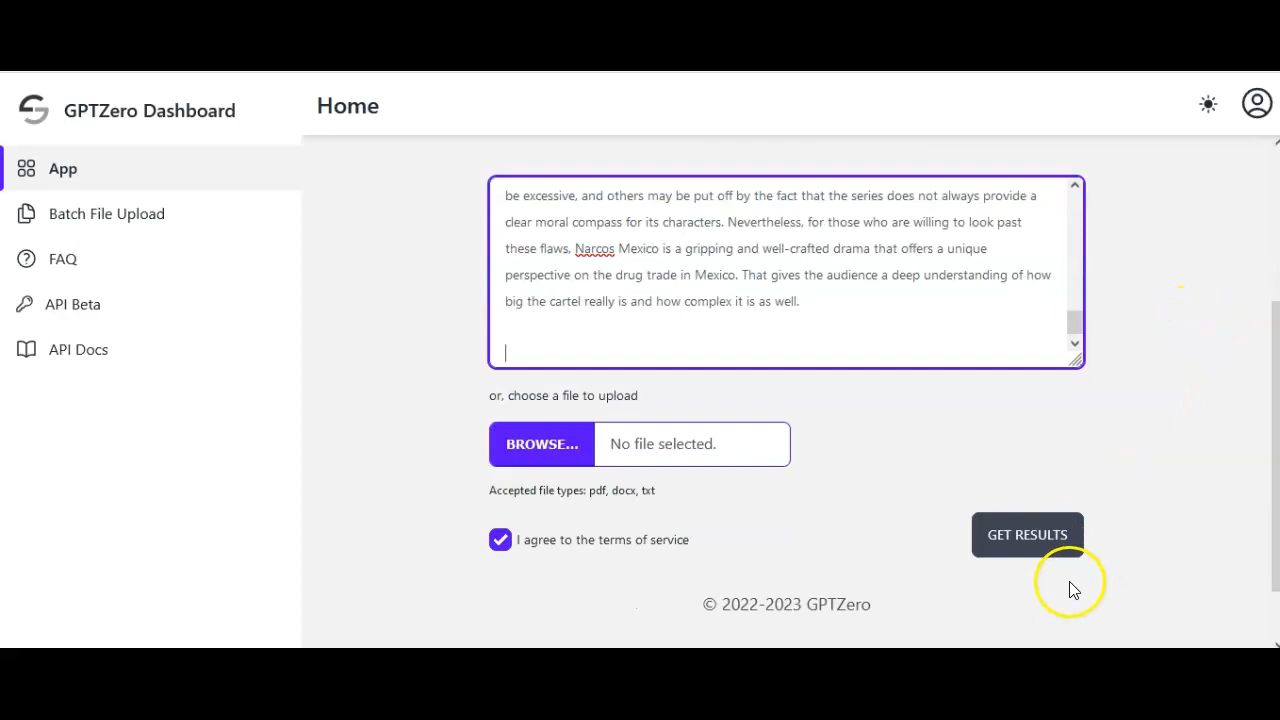 GPTZero Dashboard
Home
App
Batch File Upload
FAQ
API Beta
API Docs
be excessive, and others may be put off by the fact that the series does not always provide a
clear moral compass for its characters. Nevertheless, for those who are willing to look past
these flaws, Narcos Mexico is a gripping and well-crafted drama that offers a unique
perspective on the drug trade in Mexico. That gives the audience a deep understanding of how
big the cartel really is and how complex it is as well.
or, choose a file to upload
BROWSE... No file selected.
Accepted file types: pdf, docx, txt
I agree to the terms of service
GET RESULTS
© 2022-2023 GPTZero